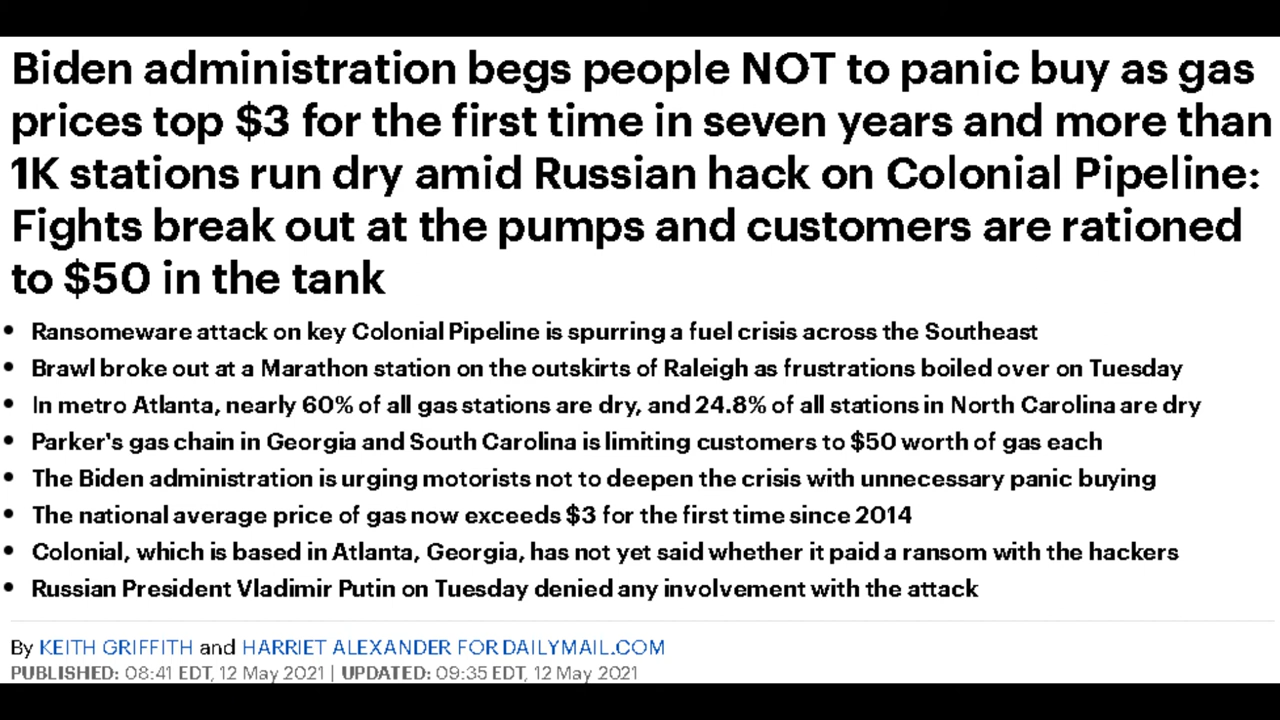 Biden administration begs people NOT to panic buy as gas
prices top $3 for the first time in seven years and more than
1K stations run dry amid Russian hack on Colonial Pipeline:
Fights break out at the pumps and customers are rationed
to $50 in the tank
• Ransomeware attack on key Colonial Pipeline is spurring a fuel crisis across the Southeast
• Brawl broke out at a Marathon station on the outskirts of Raleigh as frustrations boiled over on Tuesday
• In metro Atlanta, nearly 60% of all gas stations are dry, and 24.8% of all stations in North Carolina are dry
• Parker's gas chain in Georgia and South Carolina is limiting customers to $50 worth of gas each
• The Biden administration is urging motorists not to deepen the crisis with unnecessary panic buying
• The national average price of gas now exceeds $3 for the first time since 2014
• Colonial, which is based in Atlanta, Georgia, has not yet said whether it paid a ransom with the hackers
• Russian President Vladimir Putin on Tuesday denied any involvement with the attack
By KEITH GRIFFITH and HARRIET ALEXANDER FOR DAILYMAIL.COM
PUBLISHED: 08:41 EDT, 12 May 2021 | UPDATED: 09:35 EDT, 12 May 2021